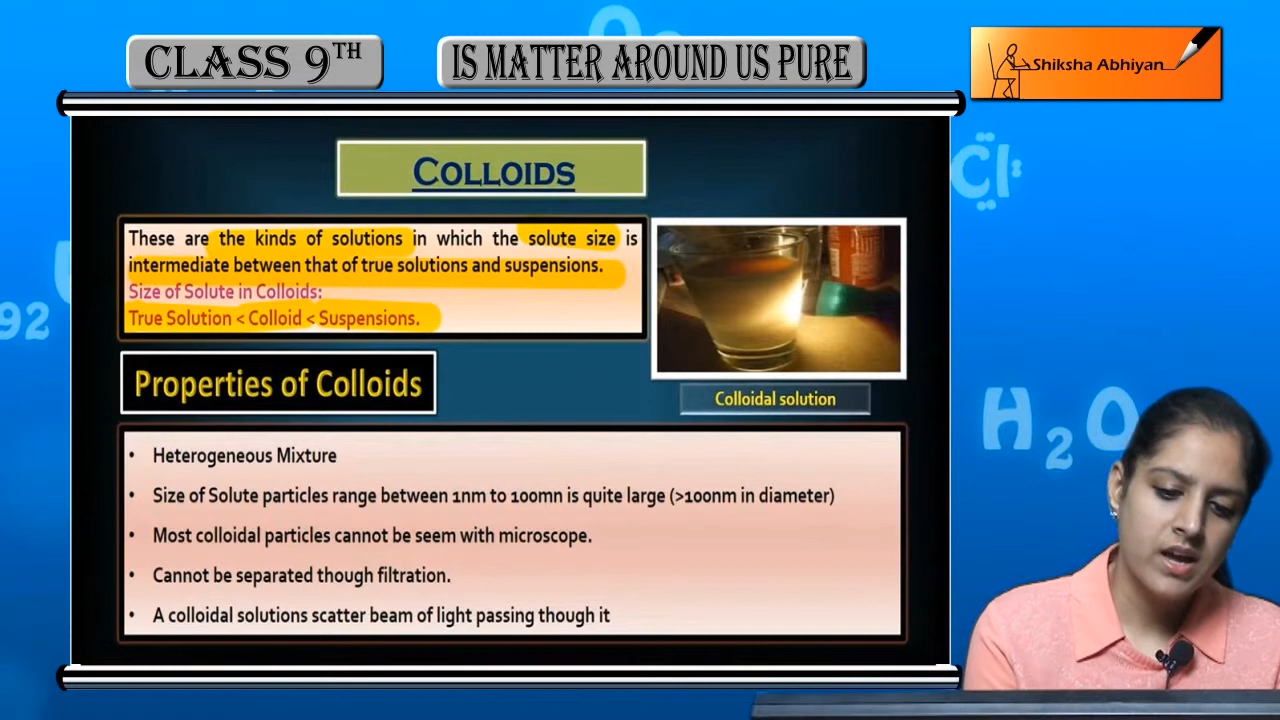 CLASS 9TH
IS MATTER AROUND US PURE
Shiksha Abhiyan
COLLOIDS
These are the kinds of solutions in which the solute size is
intermediate between that of true solutions and suspensions.
Size of Solute in Colloids:
True Solution < Colloid < Suspensions.
Colloidal solution
Properties of Colloids
• Heterogeneous Mixture
• Size of Solute particles range between 1nm to 100mn is quite large (>100nm in diameter)
• Most colloidal particles cannot be seem with microscope.
• Cannot be separated though filtration.
• A colloidal solutions scatter beam of light passing though it
92
Cl
H2O